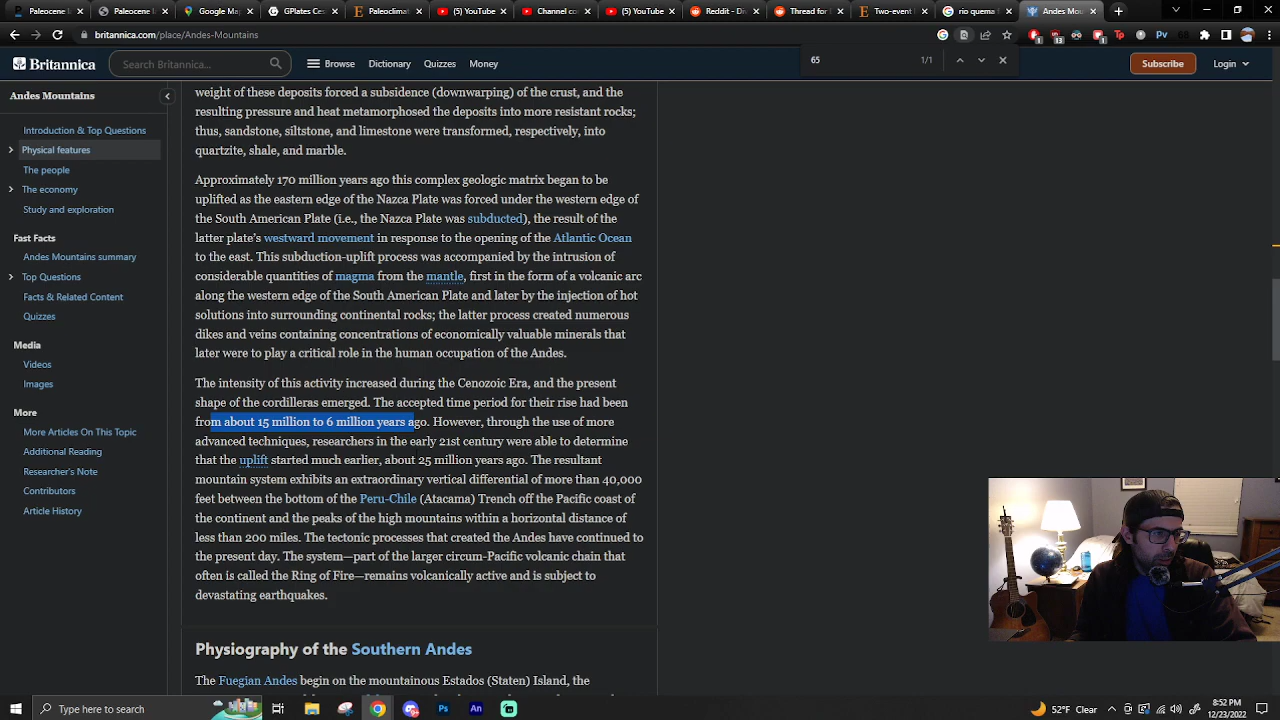 Paleocene
Paleocene
Google Ma
GPlates Ce
Paleoclima
(5) YouTube
Channel co
(5) YouTube
Reddit - Di
Thread for
Two-event
rio quema
Andes Mou
britannica.com/place/Andes-Mountains
Britannica
Search Britannica...
Browse
Dictionary
Quizzes
Money
65
1/1
Subscribe
Login
Andes Mountains
Introduction & Top Questions
Physical features
The people
The economy
Study and exploration
Fast Facts
Andes Mountains summary
Top Questions
Facts & Related Content
Quizzes
Media
Videos
Images
More
More Articles On This Topic
Additional Reading
Researcher's Note
Contributors
Article History
weight of these deposits forced a subsidence (downwarping) of the crust, and the
resulting pressure and heat metamorphosed the deposits into more resistant rocks;
thus, sandstone, siltstone, and limestone were transformed, respectively, into
quartzite, shale, and marble.
Approximately 170 million years ago this complex geologic matrix began to be
uplifted as the eastern edge of the Nazca Plate was forced under the western edge of
the South American Plate (i.e., the Nazca Plate was subducted), the result of the
latter plate's westward movement in response to the opening of the Atlantic Ocean
to the east. This subduction-uplift process was accompanied by the intrusion of
considerable quantities of magma from the mantle, first in the form of a volcanic arc
along the western edge of the South American Plate and later by the injection of hot
solutions into surrounding continental rocks; the latter process created numerous
dikes and veins containing concentrations of economically valuable minerals that
later were to play a critical role in the human occupation of the Andes.
The intensity of this activity increased during the Cenozoic Era, and the present
shape of the cordilleras emerged. The accepted time period for their rise had been
from about 15 million to 6 million years ago. However, through the use of more
advanced techniques, researchers in the early 21st century were able to determine
that the uplift started much earlier, about 25 million years ago. The resultant
mountain system exhibits an extraordinary vertical differential of more than 40,000
feet between the bottom of the Peru-Chile (Atacama) Trench off the Pacific coast of
the continent and the peaks of the high mountains within a horizontal distance of
less than 200 miles. The tectonic processes that created the Andes have continued to
the present day. The system—part of the larger circum-Pacific volcanic chain that
often is called the Ring of Fire—remains volcanically active and is subject to
devastating earthquakes.
Physiography of the Southern Andes
The Fuegian Andes begin on the mountainous Estados (Staten) Island, the
Type here to search
52°F Clear
8:52 PM
12/23/2022